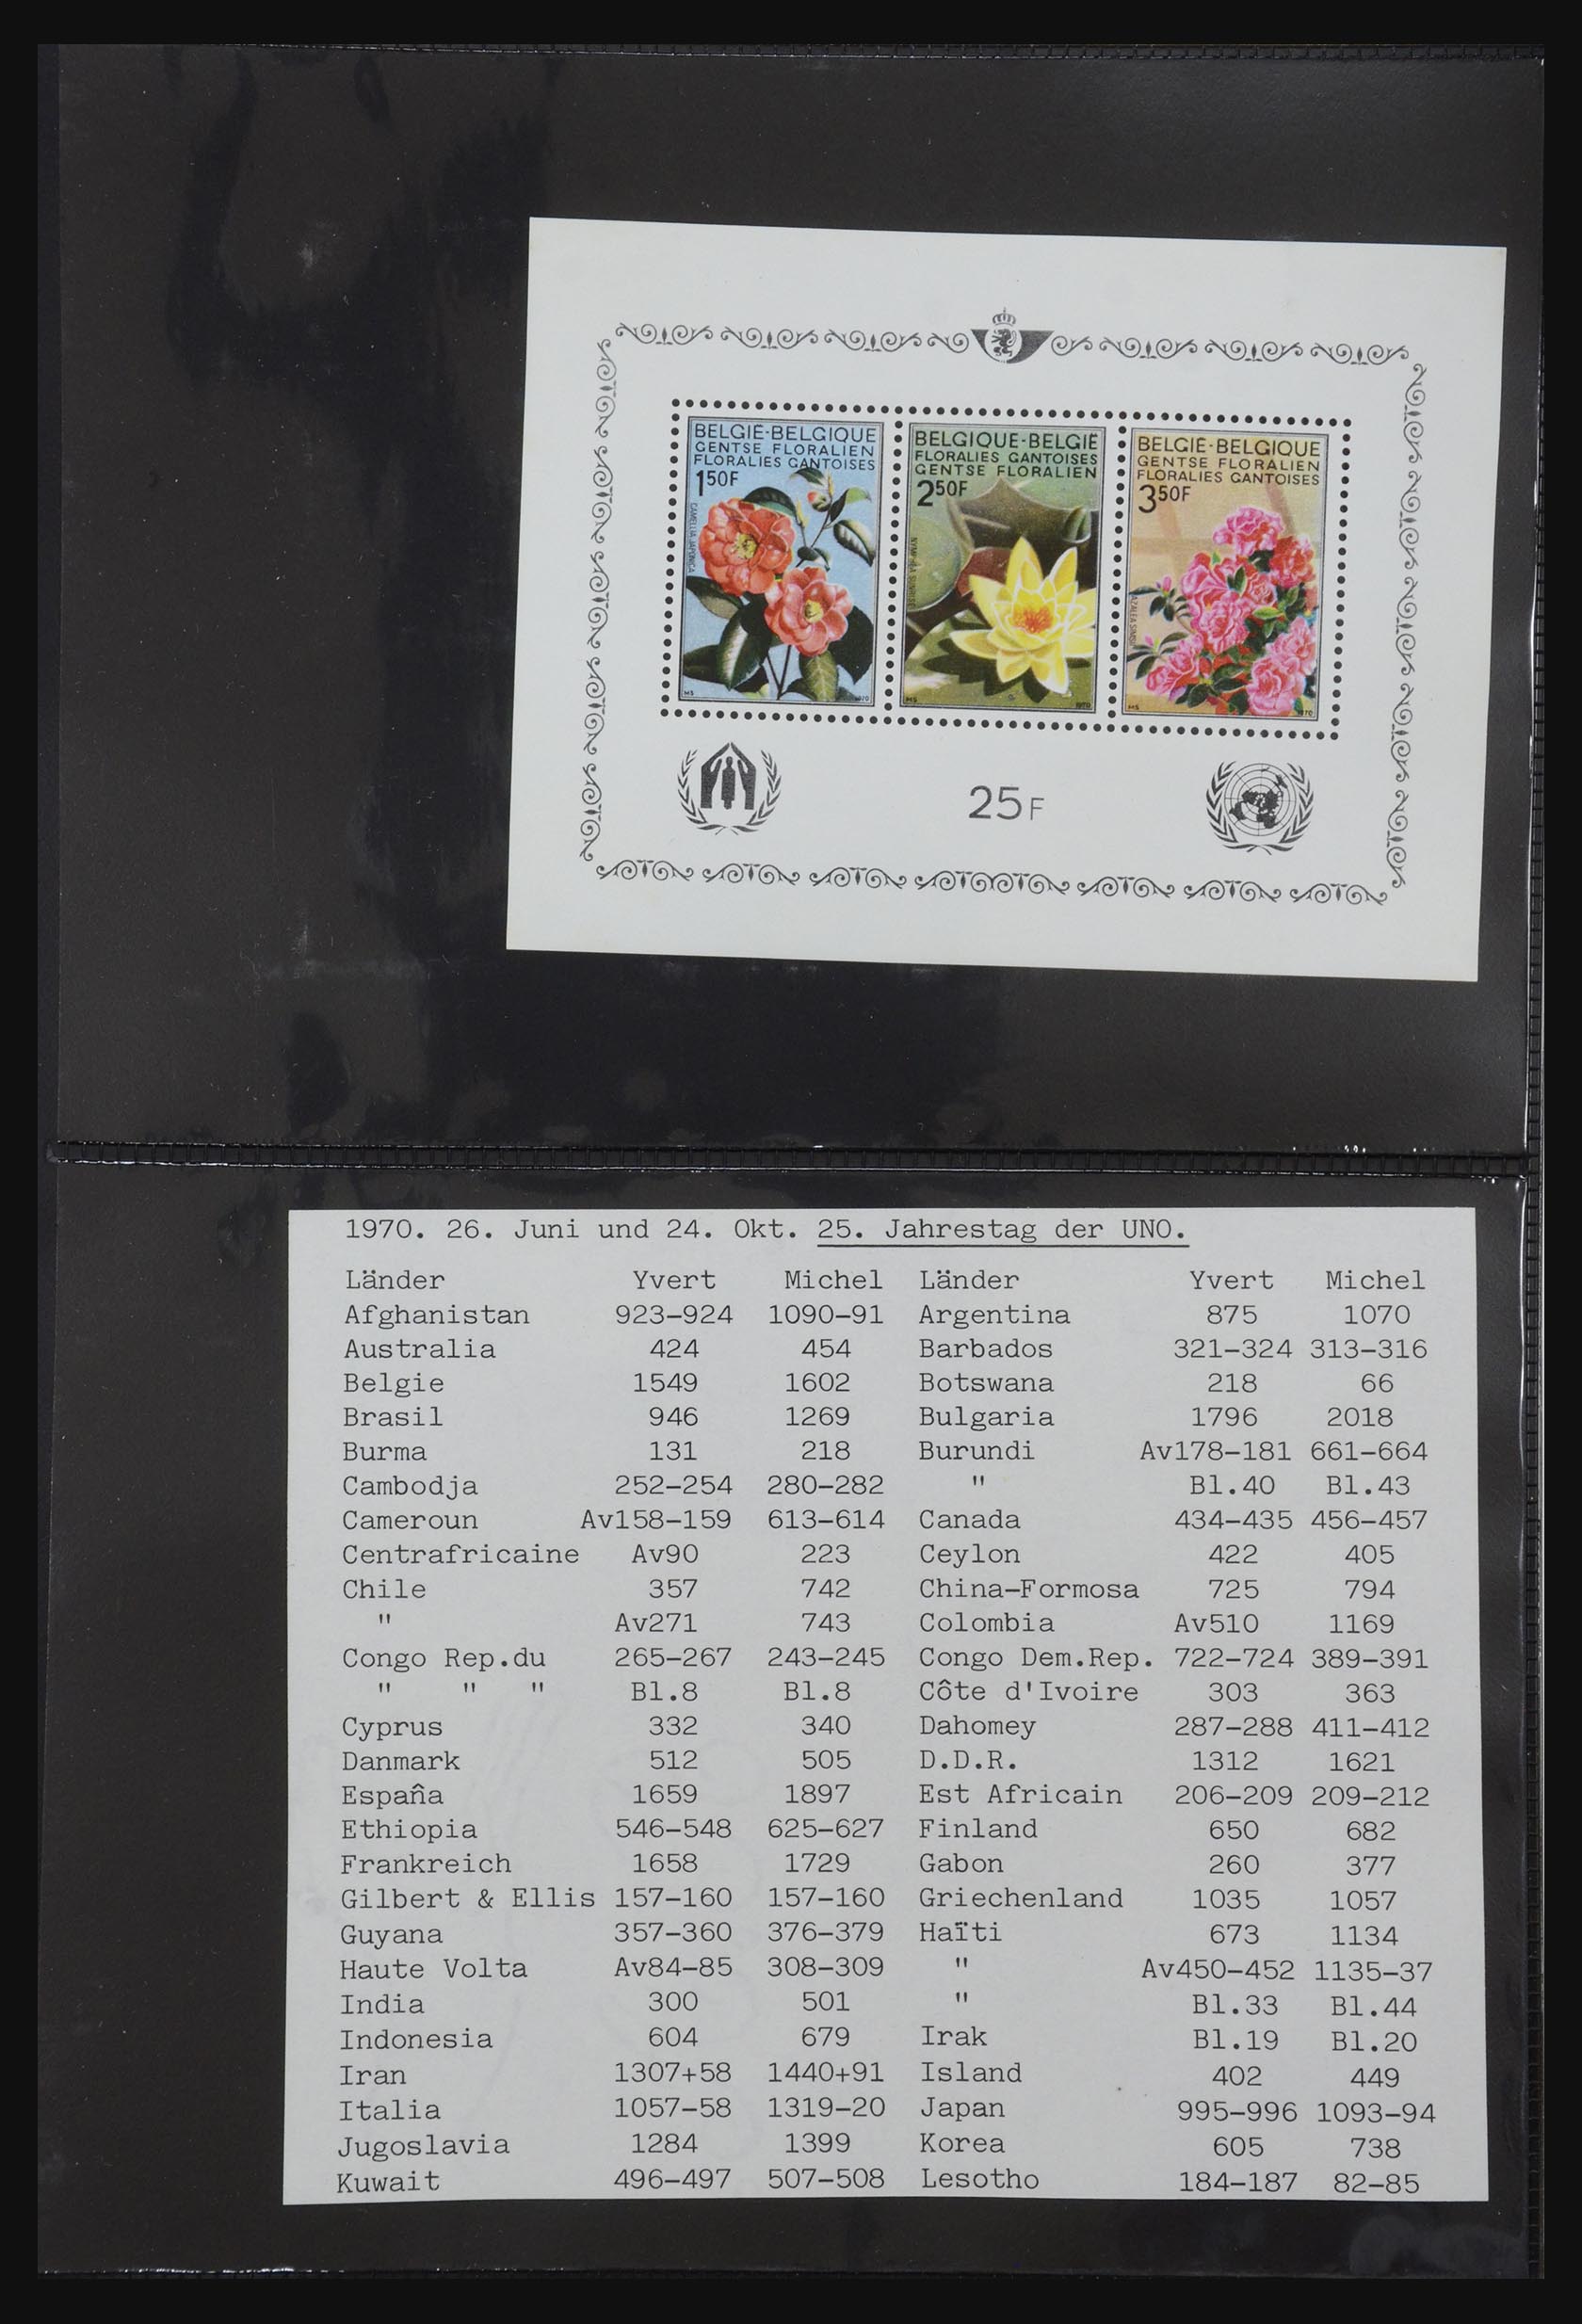 BELGIË-BELGIQUE
GENTSE FLORALIEN
FLORALIES GANTOISES
1 50F
CAMELLIA JAPONICA
MS
1970
BELGIQUE-BELGIË
FLORALIES GANTOISES
GENTSE FLORALIEN
2 50F
NYMPHEA SUNRISE
MS
1970
BELGIË-BELGIQUE
GENTSE FLORALIEN
FLORALIES GANTOISES
3 50F
AZALEA SIMSII
MS
1970
25F
1970. 26. Juni und 24. Okt. 25. Jahrestag der UNO.
Länder Yvert Michel Länder Yvert Michel
Afghanistan 923-924 1090-91 Argentina 875 1070
Australia 424 454 Barbados 321-324 313-316
Belgie 1549 1602 Botswana 218 66
Brasil 946 1269 Bulgaria 1796 2018
Burma 131 218 Burundi Av178-181 661-664
Cambodja 252-254 280-282 " Bl.40 Bl.43
Cameroun Av158-159 613-614 Canada 434-435 456-457
Centrafricaine Av90 223 Ceylon 422 405
Chile 357 742 China-Formosa 725 794
" Av271 743 Colombia Av510 1169
Congo Rep.du 265-267 243-245 Congo Dem.Rep. 722-724 389-391
" " " Bl.8 Bl.8 Côte d'Ivoire 303 363
Cyprus 332 340 Dahomey 287-288 411-412
Danmark 512 505 D.D.R. 1312 1621
España 1659 1897 Est Africain 206-209 209-212
Ethiopia 546-548 625-627 Finland 650 682
Frankreich 1658 1729 Gabon 260 377
Gilbert & Ellis 157-160 157-160 Griechenland 1035 1057
Guyana 357-360 376-379 Haïti 673 1134
Haute Volta Av84-85 308-309 " Av450-452 1135-37
India 300 501 " Bl.33 Bl.44
Indonesia 604 679 Irak Bl.19 Bl.20
Iran 1307+58 1440+91 Island 402 449
Italia 1057-58 1319-20 Japan 995-996 1093-94
Jugoslavia 1284 1399 Korea 605 738
Kuwait 496-497 507-508 Lesotho 184-187 82-85